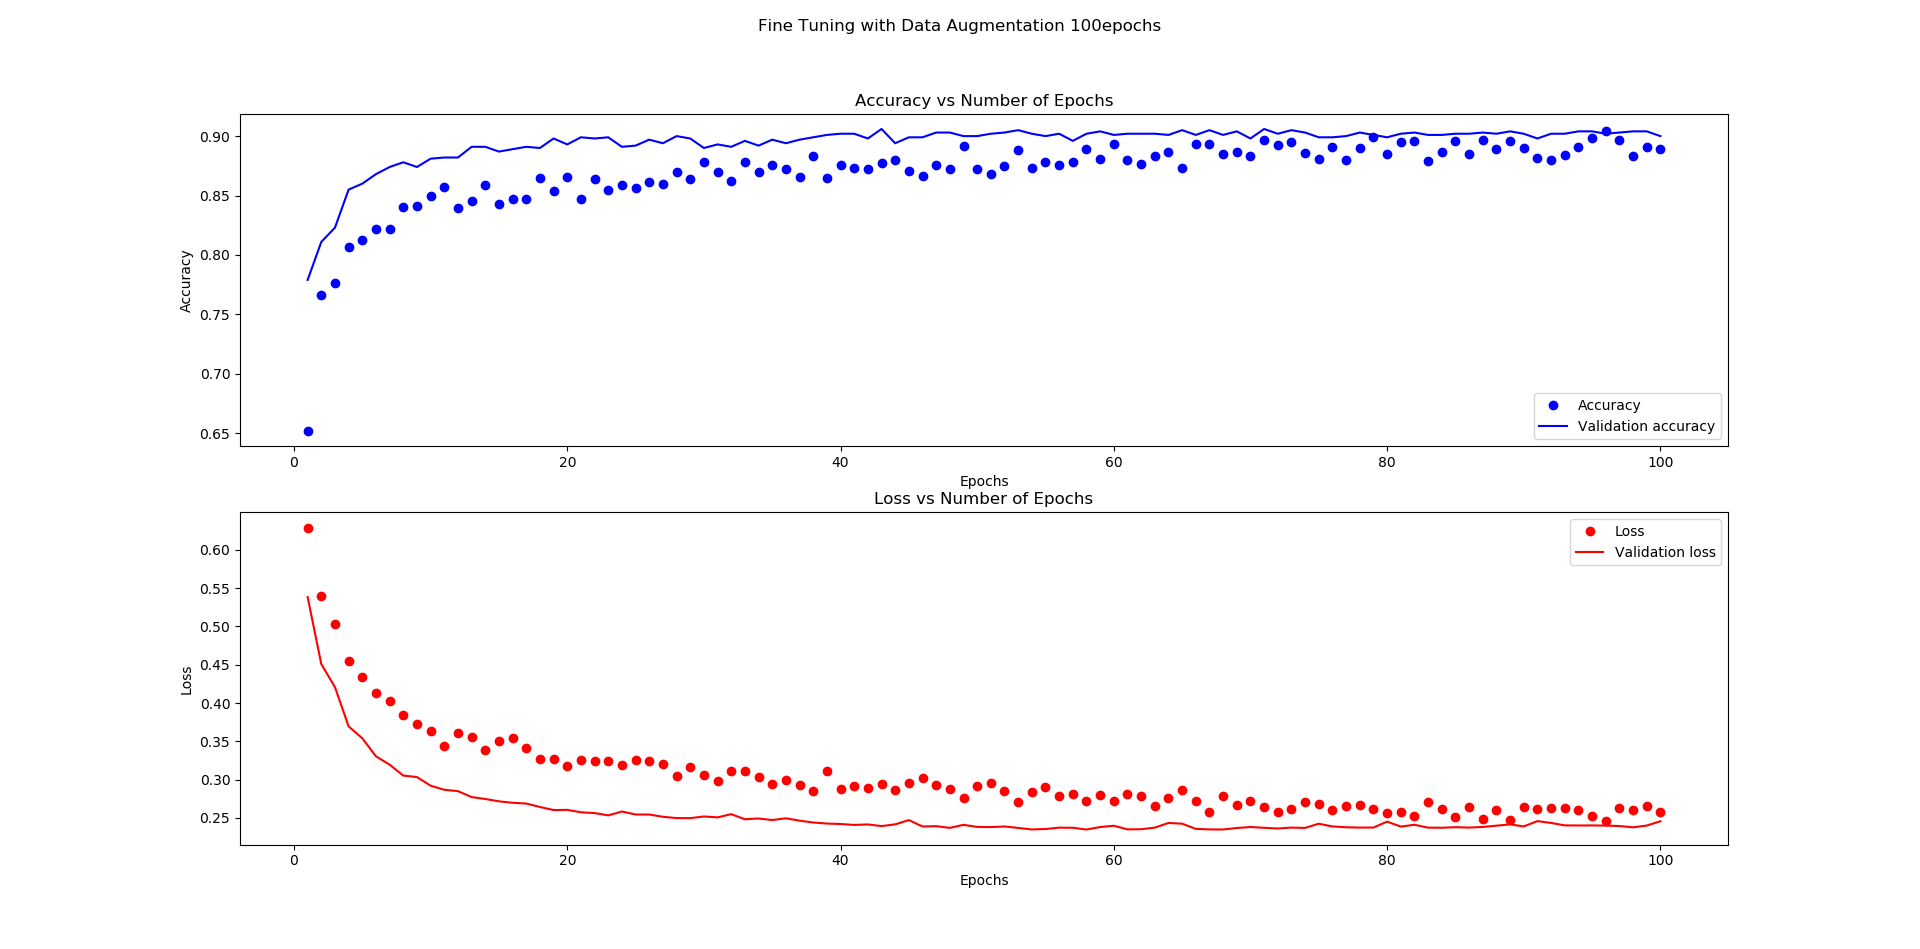 Fine Tuning with Data Augmentation 100epochs
Accuracy vs Number of Epochs
0.90
0.85
0.80
0.75
0.70
0.65
Accuracy
Accuracy
Validation accuracy
0 20 40 60 80 100
Epochs
Loss vs Number of Epochs
0.60
0.55
0.50
0.45
0.40
0.35
0.30
0.25
Loss
Loss
Validation loss
0 20 40 60 80 100
Epochs